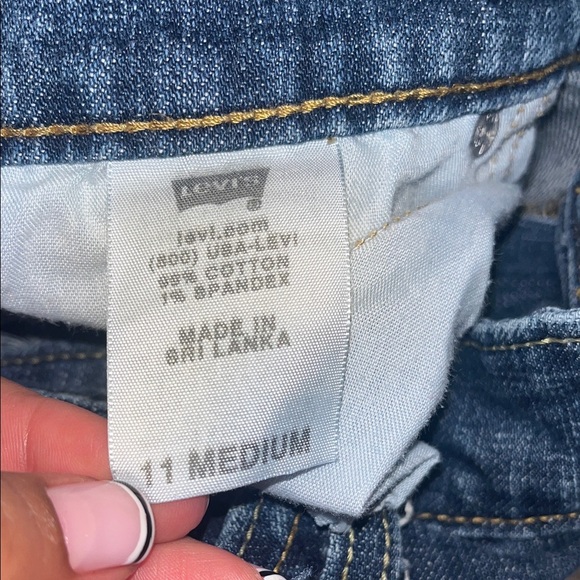 Levi's
®
levi.com
(800) USA-LEVI
99% COTTON
1% SPANDEX
MADE IN
SRI LANKA
11 MEDIUM